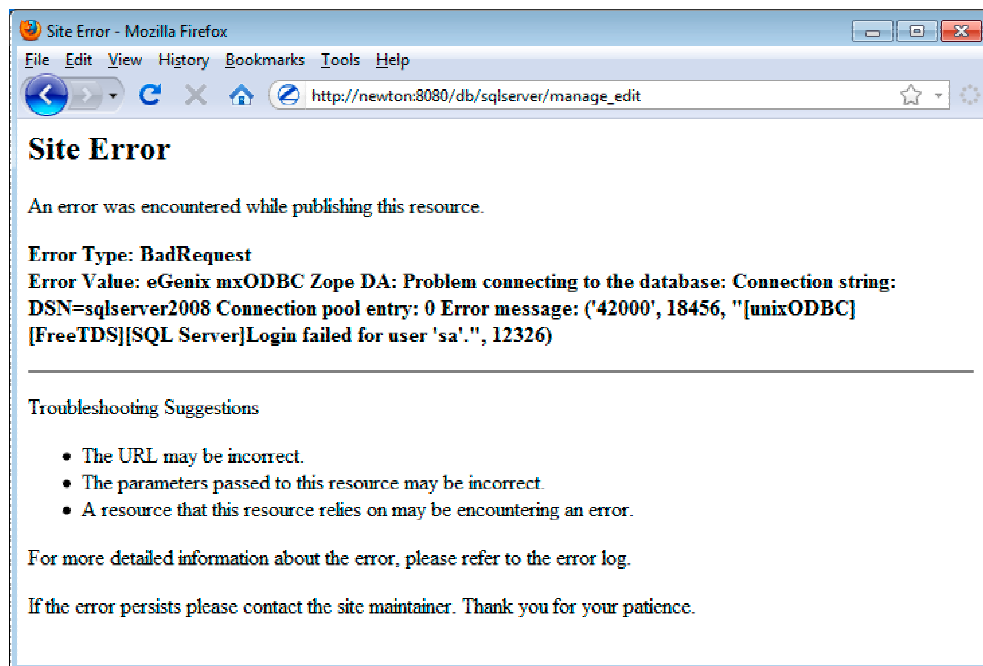 Site Error - Mozilla Firefox
File Edit View History Bookmarks Tools Help
http://newton:8080/db/sqlserver/manage_edit
Site Error
An error was encountered while publishing this resource.
Error Type: BadRequest
Error Value: eGenix mxODBC Zope DA: Problem connecting to the database: Connection string:
DSN=sqlserver2008 Connection pool entry: 0 Error message: ('42000', 18456, "[unixODBC]
[FreeTDS][SQL Server]Login failed for user 'sa'.", 12326)
Troubleshooting Suggestions
• The URL may be incorrect.
• The parameters passed to this resource may be incorrect.
• A resource that this resource relies on may be encountering an error.
For more detailed information about the error, please refer to the error log.
If the error persists please contact the site maintainer. Thank you for your patience.